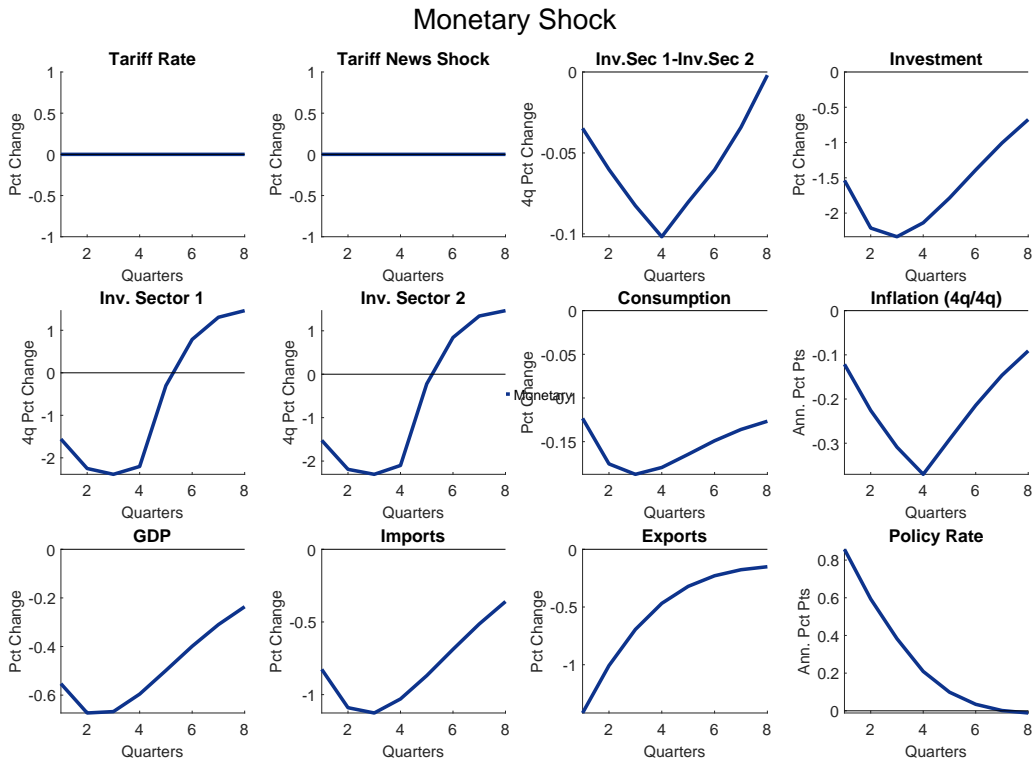 Monetary Shock
Tariff Rate
Pct Change
1
0.5
0
-0.5
-1
2 4 6 8
Quarters
Tariff News Shock
Pct Change
1
0.5
0
-0.5
-1
2 4 6 8
Quarters
Inv.Sec 1-Inv.Sec 2
4q Pct Change
0
-0.05
-0.1
2 4 6 8
Quarters
Investment
Pct Change
0
-0.5
-1
-1.5
-2
2 4 6 8
Quarters
Inv. Sector 1
4q Pct Change
1
0
-1
-2
2 4 6 8
Quarters
Inv. Sector 2
4q Pct Change
1
0
-1
-2
2 4 6 8
Quarters
Consumption
Pct Change
0
-0.05
-0.1
-0.15
2 4 6 8
Quarters
Monetary
Inflation (4q/4q)
Ann. Pct Pts
0
-0.1
-0.2
-0.3
2 4 6 8
Quarters
GDP
Pct Change
0
-0.2
-0.4
-0.6
2 4 6 8
Quarters
Imports
Pct Change
0
-0.5
-1
2 4 6 8
Quarters
Exports
Pct Change
0
-0.5
-1
2 4 6 8
Quarters
Policy Rate
Ann. Pct Pts
0.8
0.6
0.4
0.2
0
2 4 6 8
Quarters